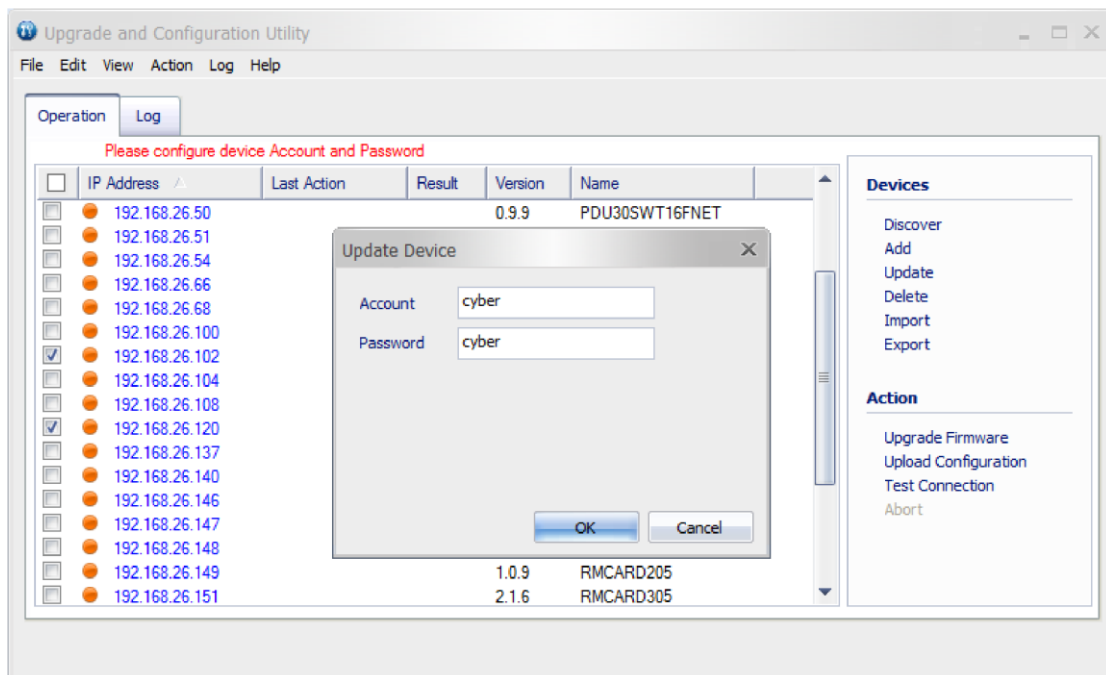 Upgrade and Configuration Utility
File Edit View Action Log Help
Operation Log
Please configure device Account and Password
IP Address Last Action Result Version Name
192.168.26.50 0.9.9 PDU30SWT16FNET
192.168.26.51
192.168.26.54
192.168.26.66
192.168.26.68
192.168.26.100
192.168.26.102
192.168.26.104
192.168.26.108
192.168.26.120
192.168.26.137
192.168.26.140
192.168.26.146
192.168.26.147
192.168.26.148
192.168.26.149 1.0.9 RMCARD205
192.168.26.151 2.1.6 RMCARD305
Update Device
Account cyber
Password cyber
OK Cancel
Devices
Discover
Add
Update
Delete
Import
Export
Action
Upgrade Firmware
Upload Configuration
Test Connection
Abort